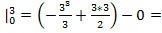 |₀³ = (−3³/3 + 3∗3/2) − 0 =